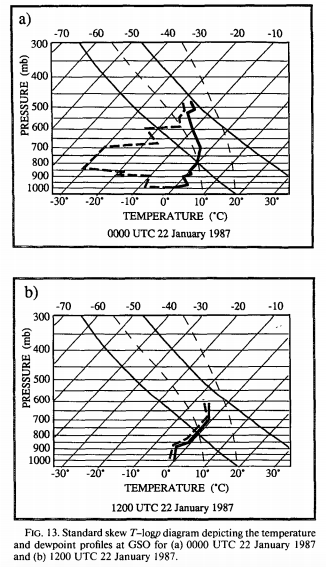 a)
-70 -60 -50 -40 -30 -20 -10
PRESSURE (mb)
300
400
500
600
700
800
900
1000
-30° -20° -10° 0° 10° 20° 30°
TEMPERATURE (°C)
0000 UTC 22 January 1987
b)
-70 -60 -50 -40 -30 -20 -10
PRESSURE (mb)
300
400
500
600
700
800
900
1000
-30° -20° -10° 0° 10° 20° 30°
TEMPERATURE (°C)
1200 UTC 22 January 1987
FIG. 13. Standard skew T–logp diagram depicting the temperature
and dewpoint profiles at GSO for (a) 0000 UTC 22 January 1987
and (b) 1200 UTC 22 January 1987.